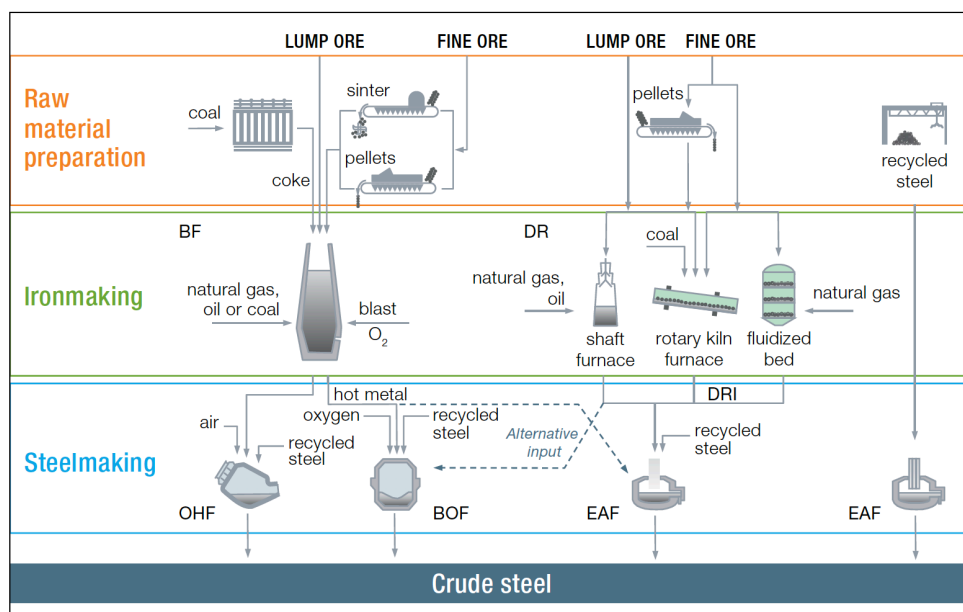 LUMP ORE
FINE ORE
LUMP ORE
FINE ORE
Raw
material
preparation
coal
sinter
pellets
coke
pellets
recycled
steel
Ironmaking
BF
natural gas,
oil or coal
blast
O₂
DR
coal
natural gas,
oil
natural gas
shaft
furnace
rotary kiln
furnace
fluidized
bed
Steelmaking
hot metal
air
oxygen
recycled
steel
recycled
steel
Alternative
input
DRI
recycled
steel
OHF
BOF
EAF
EAF
Crude steel